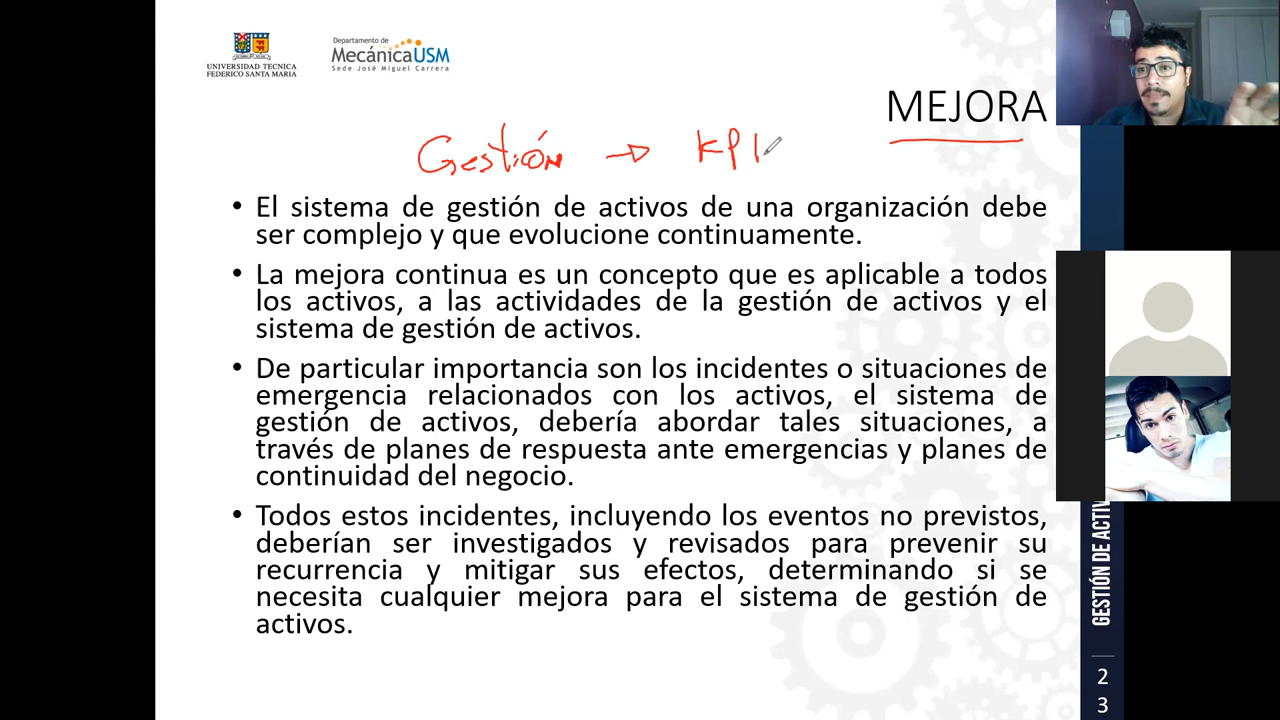 UNIVERSIDAD TECNICA
FEDERICO SANTA MARIA
Departamento de
MecánicaUSM
Sede José Miguel Carrera
MEJORA
Gestión → KPI
• El sistema de gestión de activos de una organización debe
ser complejo y que evolucione continuamente.
• La mejora continua es un concepto que es aplicable a todos
los activos, a las actividades de la gestión de activos y el
sistema de gestión de activos.
• De particular importancia son los incidentes o situaciones de
emergencia relacionados con los activos, el sistema de
gestión de activos, debería abordar tales situaciones, a
través de planes de respuesta ante emergencias y planes de
continuidad del negocio.
• Todos estos incidentes, incluyendo los eventos no previstos,
deberían ser investigados y revisados para prevenir su
recurrencia y mitigar sus efectos, determinando si se
necesita cualquier mejora para el sistema de gestión de
activos.
GESTIÓN DE ACTIV
2
3